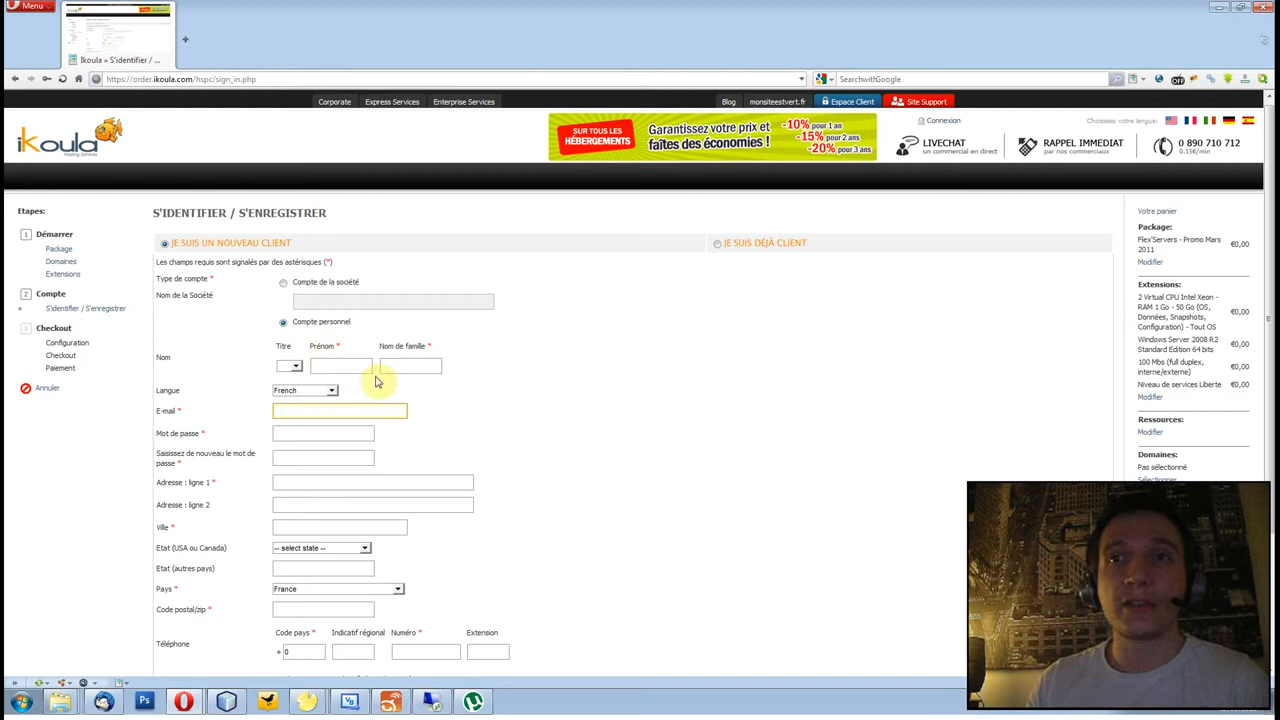 Menu
Ikoula » S'identifier / ...
https://order.ikoula.com/hspc/sign_in.php
SearchwithGoogle
OFF
Corporate
Express Services
Enterprise Services
Blog
monsiteestvert.fr
Espace Client
Site Support
ikoula
Hosting Services
SUR TOUS LES
HÉBERGEMENTS
Garantissez votre prix et
faîtes des économies !
-10% pour 1 an
-15% pour 2 ans
-20% pour 3 ans
Connexion
Choisissez votre langue:
LIVECHAT
un commercial en direct
RAPPEL IMMEDIAT
par nos commerciaux
0 890 710 712
0.15€/min
Etapes:
1 Démarrer
Package
Domaines
Extensions
2 Compte
» S'identifier / S'enregistrer
3 Checkout
Configuration
Checkout
Paiement
Annuler
S'IDENTIFIER / S'ENREGISTRER
JE SUIS UN NOUVEAU CLIENT
JE SUIS DÉJÀ CLIENT
Les champs requis sont signalés par des astérisques (*)
Type de compte *
Compte de la société
Nom de la Société
Compte personnel
Titre
Prénom *
Nom de famille *
Nom
Langue
French
E-mail *
Mot de passe *
Saisissez de nouveau le mot de
passe *
Adresse : ligne 1 *
Adresse : ligne 2
Ville *
Etat (USA ou Canada)
-- select state --
Etat (autres pays)
Pays *
France
Code postal/zip *
Code pays *
Indicatif régional
Numéro *
Extension
Téléphone
+ 0
Votre panier
Package:
Flex'Servers - Promo Mars
2011
€0,00
Modifier
Extensions:
2 Virtual CPU Intel Xeon -
RAM 1 Go - 50 Go (OS,
Données, Snapshots,
Configuration) - Tout OS
€0,00
Windows Server 2008 R2
Standard Edition 64 bits
€0,00
100 Mbs (full duplex,
interne/externe)
€0,00
Niveau de services Liberte
€0,00
Modifier
Ressources:
Modifier
Domaines:
Pas sélectionné
Sélectionner
Ps